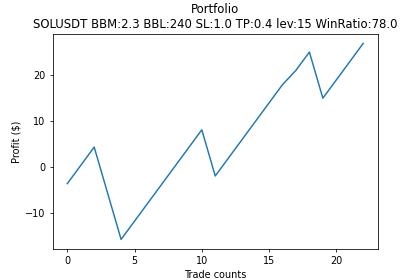 Portfolio
SOLUSDT BBM:2.3 BBL:240 SL:1.0 TP:0.4 lev:15 WinRatio:78.0
Profit ($)
20
10
0
−10
0 5 10 15 20
Trade counts